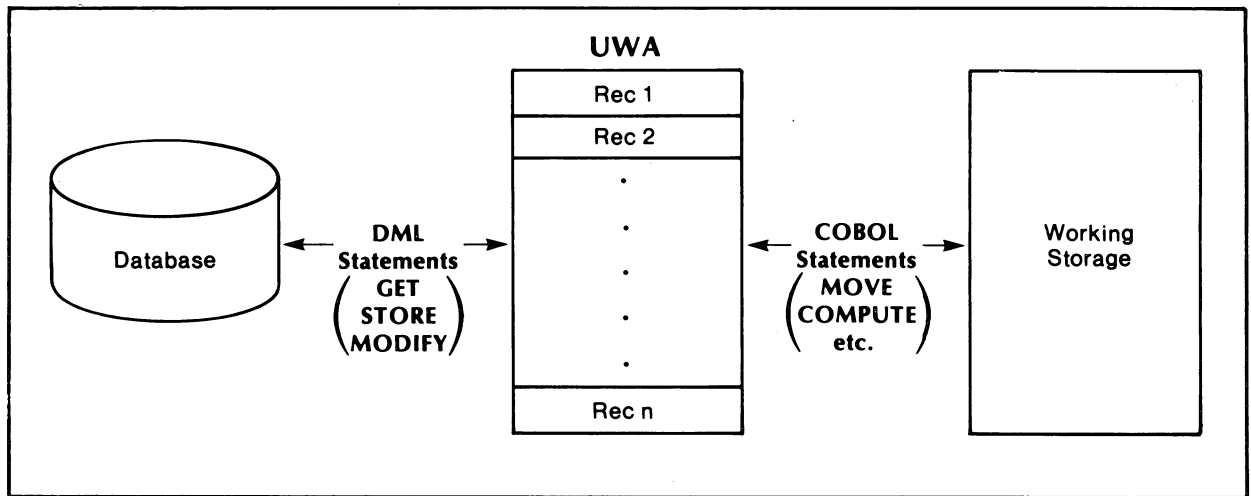 UWA
Rec 1
Rec 2
Rec n
Database
DML
Statements
(GET
STORE
MODIFY)
COBOL
Statements
(MOVE
COMPUTE
etc.)
Working
Storage